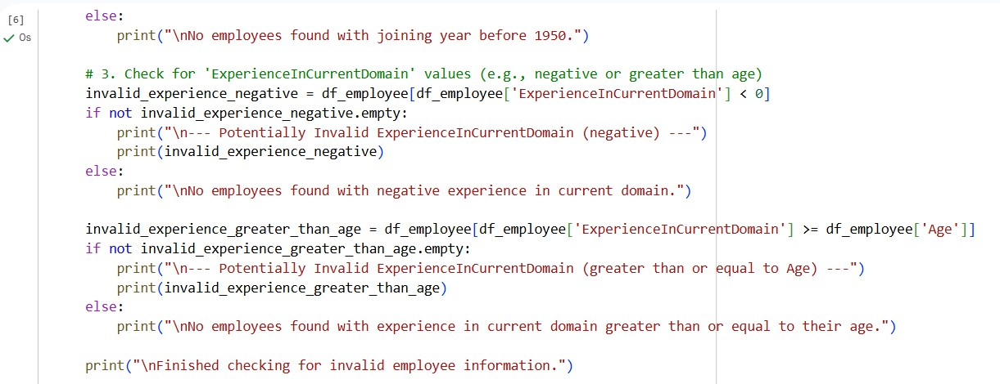 [6]
0s
else:
    print("\nNo employees found with joining year before 1950.")
# 3. Check for 'ExperienceInCurrentDomain' values (e.g., negative or greater than age)
invalid_experience_negative = df_employee[df_employee['ExperienceInCurrentDomain'] < 0]
if not invalid_experience_negative.empty:
    print("\n--- Potentially Invalid ExperienceInCurrentDomain (negative) ---")
    print(invalid_experience_negative)
else:
    print("\nNo employees found with negative experience in current domain.")
invalid_experience_greater_than_age = df_employee[df_employee['ExperienceInCurrentDomain'] >= df_employee['Age']]
if not invalid_experience_greater_than_age.empty:
    print("\n--- Potentially Invalid ExperienceInCurrentDomain (greater than or equal to Age) ---")
    print(invalid_experience_greater_than_age)
else:
    print("\nNo employees found with experience in current domain greater than or equal to their age.")
print("\nFinished checking for invalid employee information.")